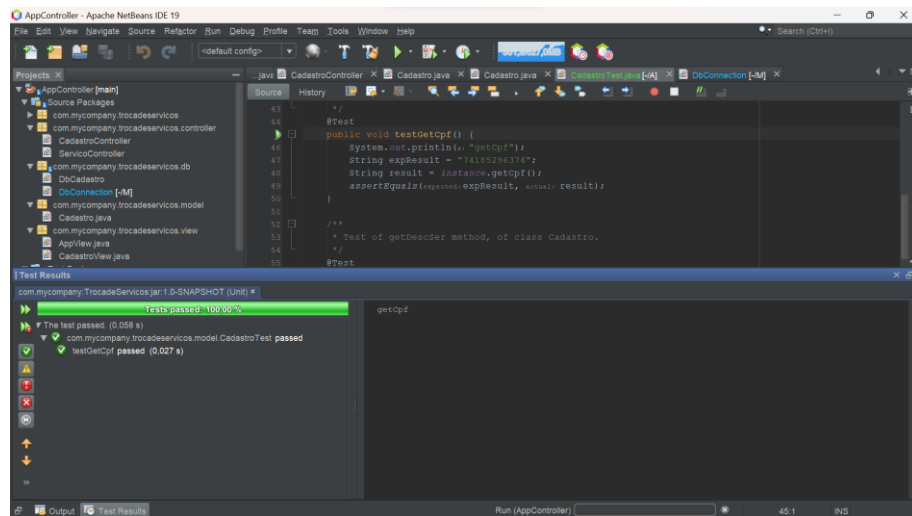 AppController - Apache NetBeans IDE 19
File Edit View Navigate Source Refactor Run Debug Profile Team Tools Window Help
Search (Ctrl+I)
<default config>
Projects
...java CadastroController Cadastro.java Cadastro.java CadastroTest.java [-/A] DbConnection [-/M]
Source History
AppController [main]
Source Packages
com.mycompany.trocadeservicos
com.mycompany.trocadeservicos.controller
CadastroController
ServicoController
com.mycompany.trocadeservicos.db
DbCadastro
DbConnection [-/M]
com.mycompany.trocadeservicos.model
Cadastro.java
com.mycompany.trocadeservicos.view
AppView.java
CadastroView.java
43 */
44 @Test
public void testGetCpf() {
46 System.out.println(x: "getCpf");
47 String expResult = "74185296374";
48 String result = instance.getCpf();
49 assertEquals(expected: expResult, actual: result);
50 }
51
52 /**
53 * Test of getDescSer method, of class Cadastro.
54 */
55 @Test
Test Results
com.mycompany:TrocadeServicos:jar:1.0-SNAPSHOT (Unit)
Tests passed: 100,00 %
The test passed. (0,058 s)
com.mycompany.trocadeservicos.model.CadastroTest passed
testGetCpf passed (0,027 s)
getCpf
Output Test Results
Run (AppController)
45:1 INS